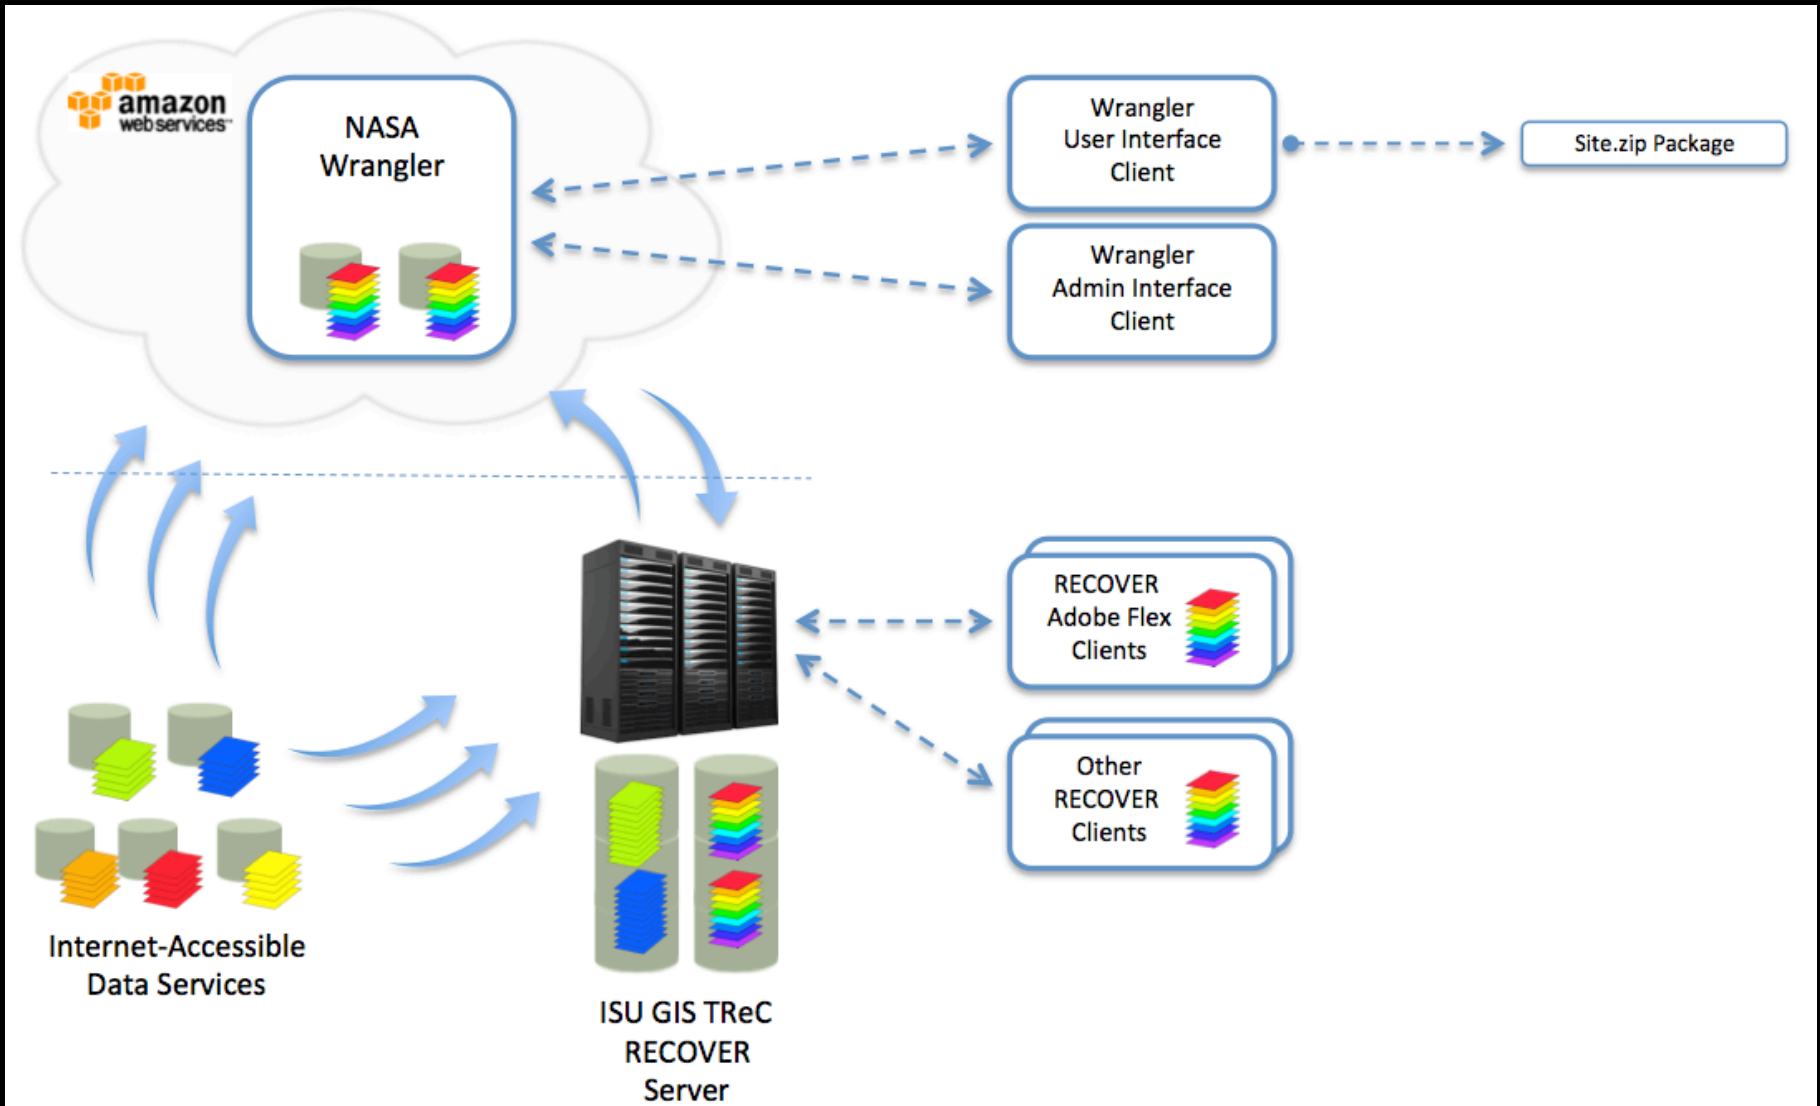 amazon
webservices™
NASA
Wrangler
Wrangler
User Interface
Client
Site.zip Package
Wrangler
Admin Interface
Client
RECOVER
Adobe Flex
Clients
Other
RECOVER
Clients
Internet-Accessible
Data Services
ISU GIS TReC
RECOVER
Server